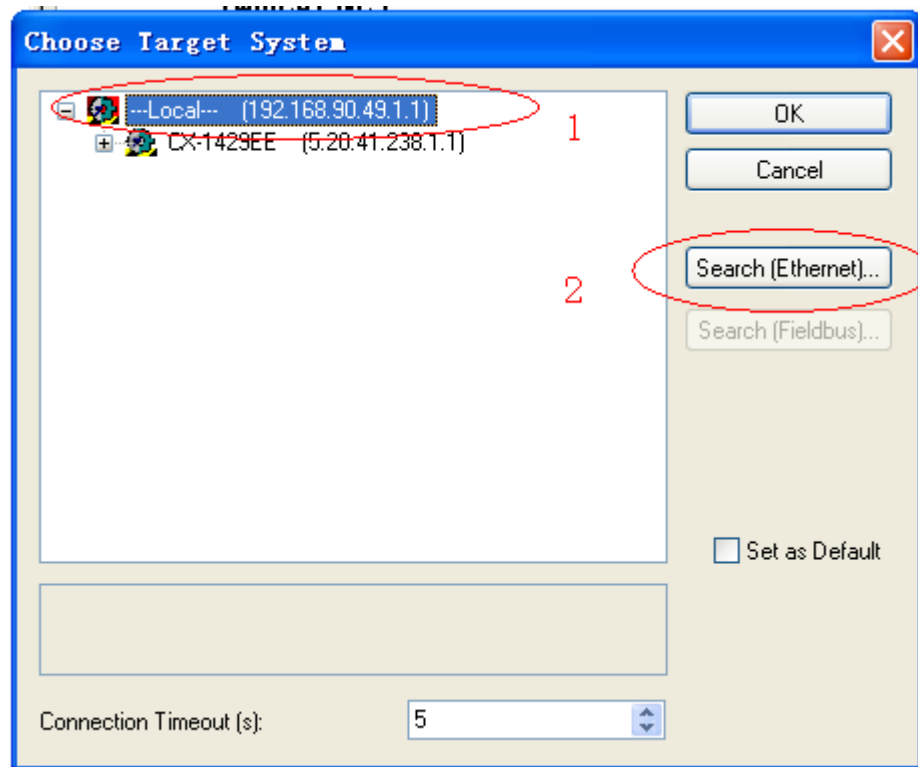 Choose Target System
---Local---   (192.168.90.49.1.1)
1
CX-1429EE   (5.20.41.238.1.1)
OK
Cancel
Search (Ethernet)...
2
Search (Fieldbus)...
Set as Default
Connection Timeout (s):
5